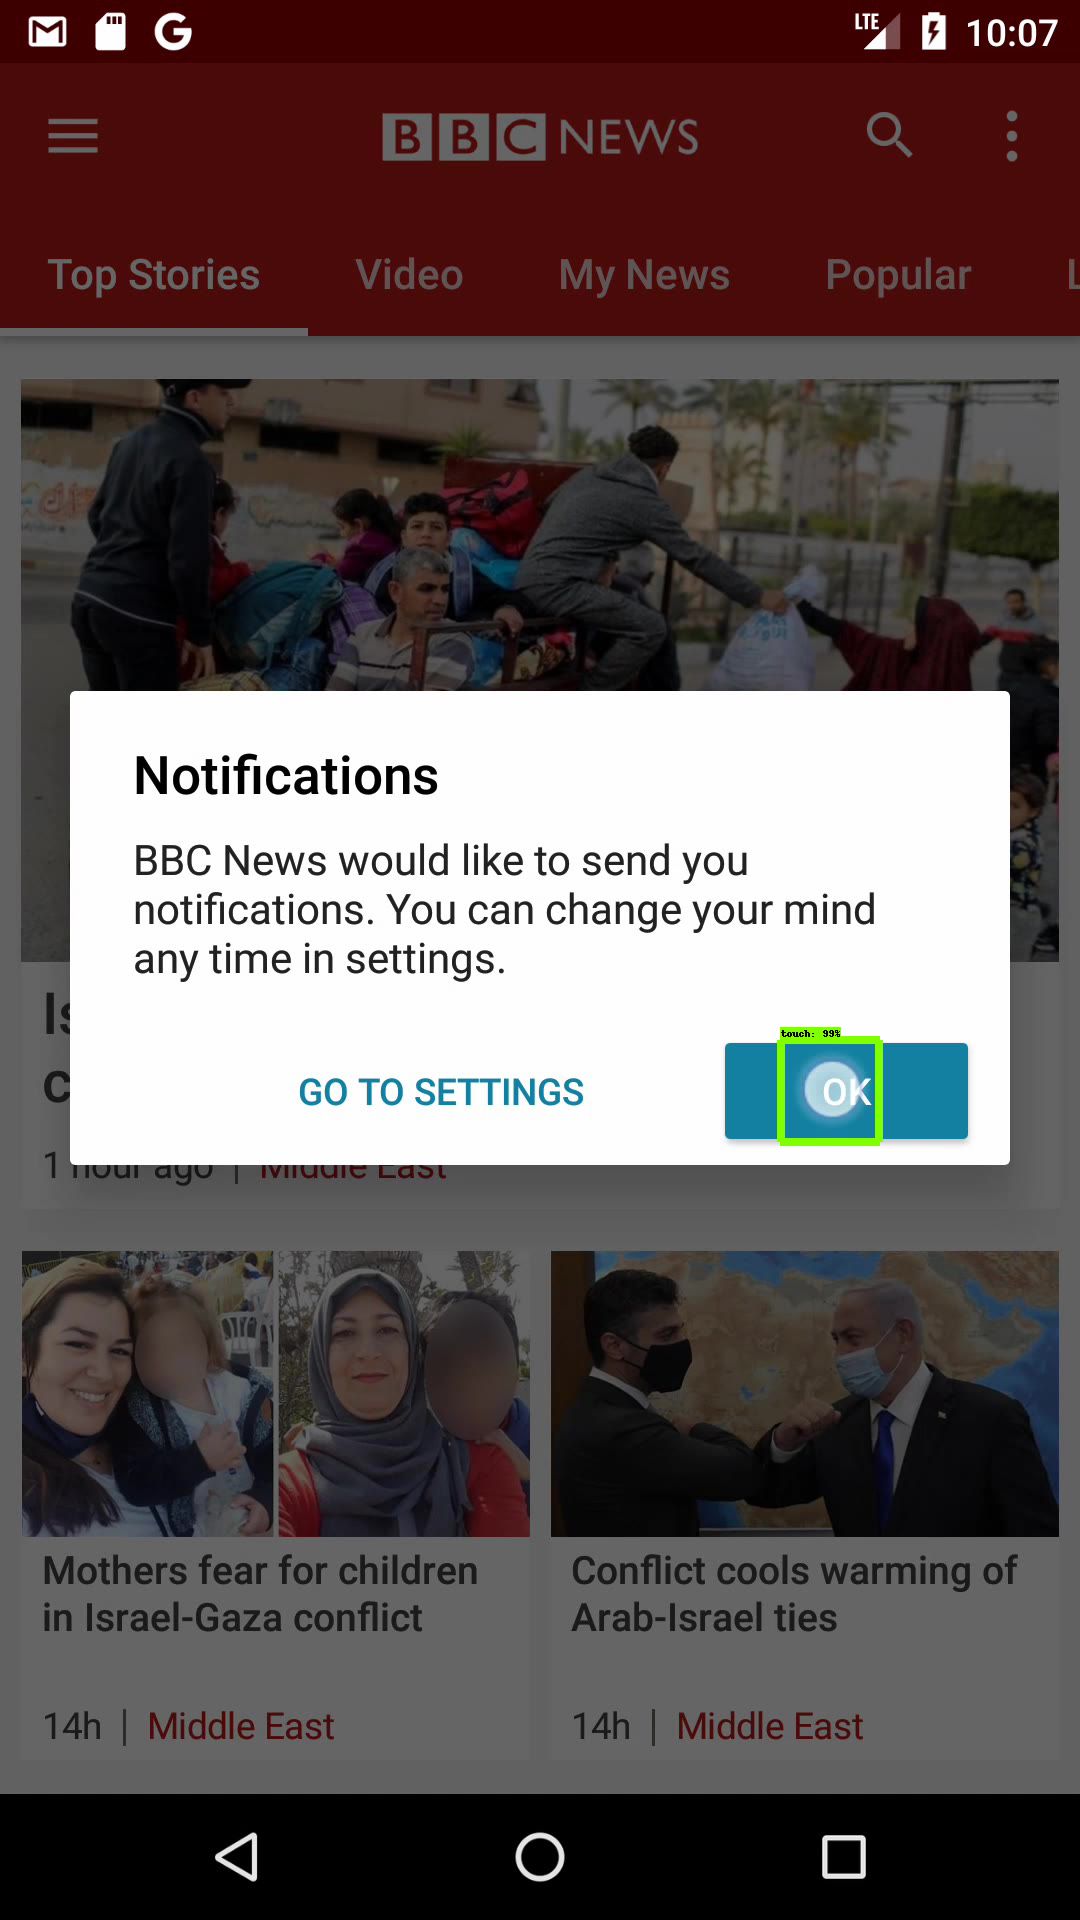 LTE 10:07
BBC NEWS
Top Stories Video My News Popular L
Notifications
BBC News would like to send you
notifications. You can change your mind
any time in settings.
touch: 99%
GO TO SETTINGS OK
1 hour ago | Middle East
Mothers fear for children
in Israel-Gaza conflict
14h | Middle East
Conflict cools warming of
Arab-Israel ties
14h | Middle East